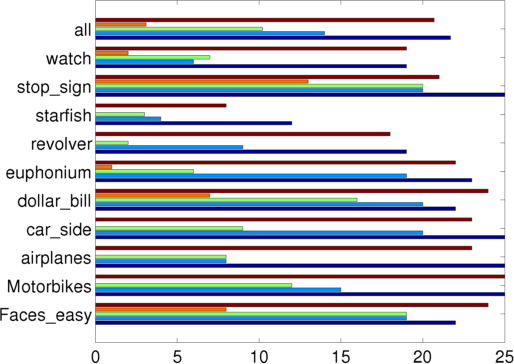 all
watch
stop_sign
starfish
revolver
euphonium
dollar_bill
car_side
airplanes
Motorbikes
Faces_easy
0 5 10 15 20 25